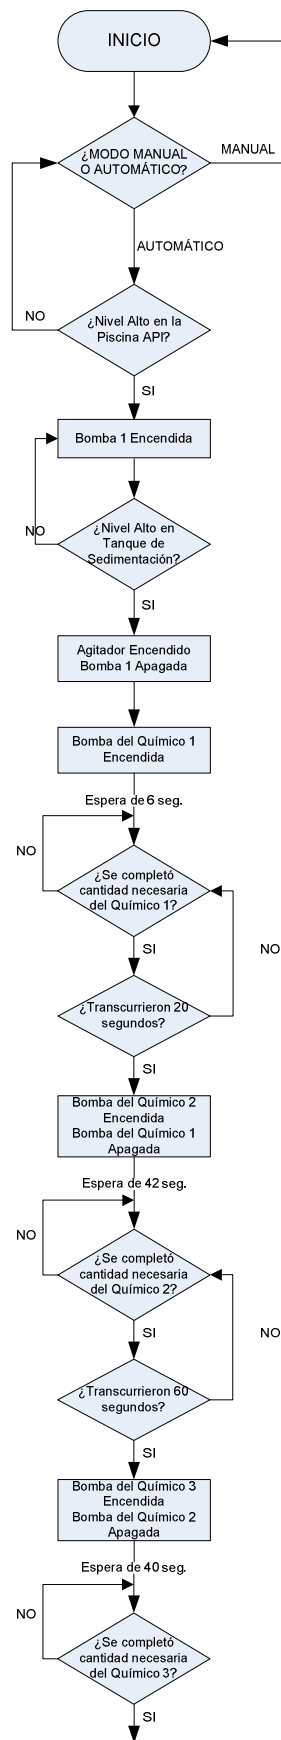 INICIO
¿MODO MANUAL
O AUTOMÁTICO?
MANUAL
AUTOMÁTICO
¿Nivel Alto en la
Piscina API?
NO
SI
Bomba 1 Encendida
¿Nivel Alto en
Tanque de
Sedimentación?
NO
SI
Agitador Encendido
Bomba 1 Apagada
Bomba del Químico 1
Encendida
Espera de 6 seg.
NO
¿Se completó
cantidad necesaria
del Químico 1?
SI
NO
¿Transcurrieron 20
segundos?
SI
Bomba del Químico 2
Encendida
Bomba del Químico 1
Apagada
Espera de 42 seg.
NO
¿Se completó
cantidad necesaria
del Químico 2?
SI
NO
¿Transcurrieron 60
segundos?
SI
Bomba del Químico 3
Encendida
Bomba del Químico 2
Apagada
Espera de 40 seg.
NO
¿Se completó
cantidad necesaria
del Químico 3?
SI